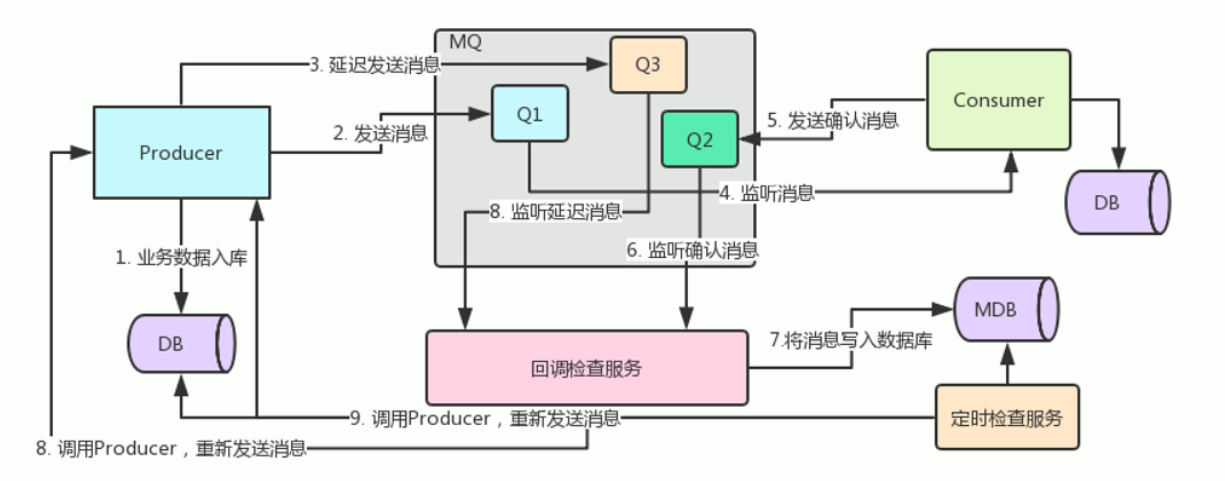 MQ
3. 延迟发送消息
Q3
Consumer
Q1
2. 发送消息
5. 发送确认消息
Q2
Producer
4. 监听消息
DB
8. 监听延迟消息
6. 监听确认消息
1. 业务数据入库
MDB
DB
7.将消息写入数据库
回调检查服务
9. 调用Producer，重新发送消息
定时检查服务
8. 调用Producer，重新发送消息